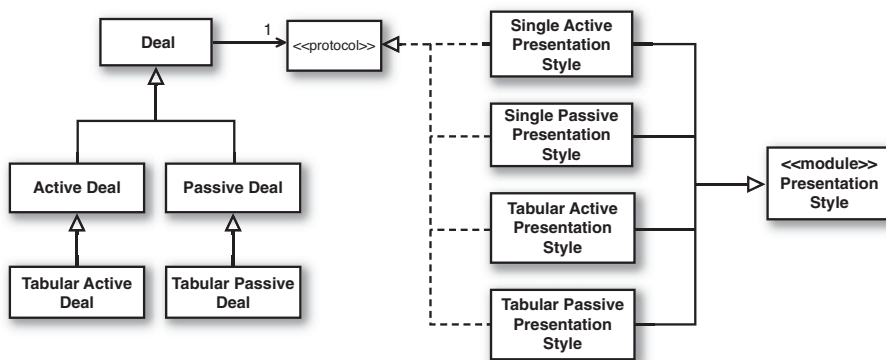 Deal
1
<<protocol>>
Active Deal
Passive Deal
Tabular Active
Deal
Tabular Passive
Deal
Single Active
Presentation
Style
Single Passive
Presentation
Style
Tabular Active
Presentation
Style
Tabular Passive
Presentation
Style
<<module>>
Presentation
Style